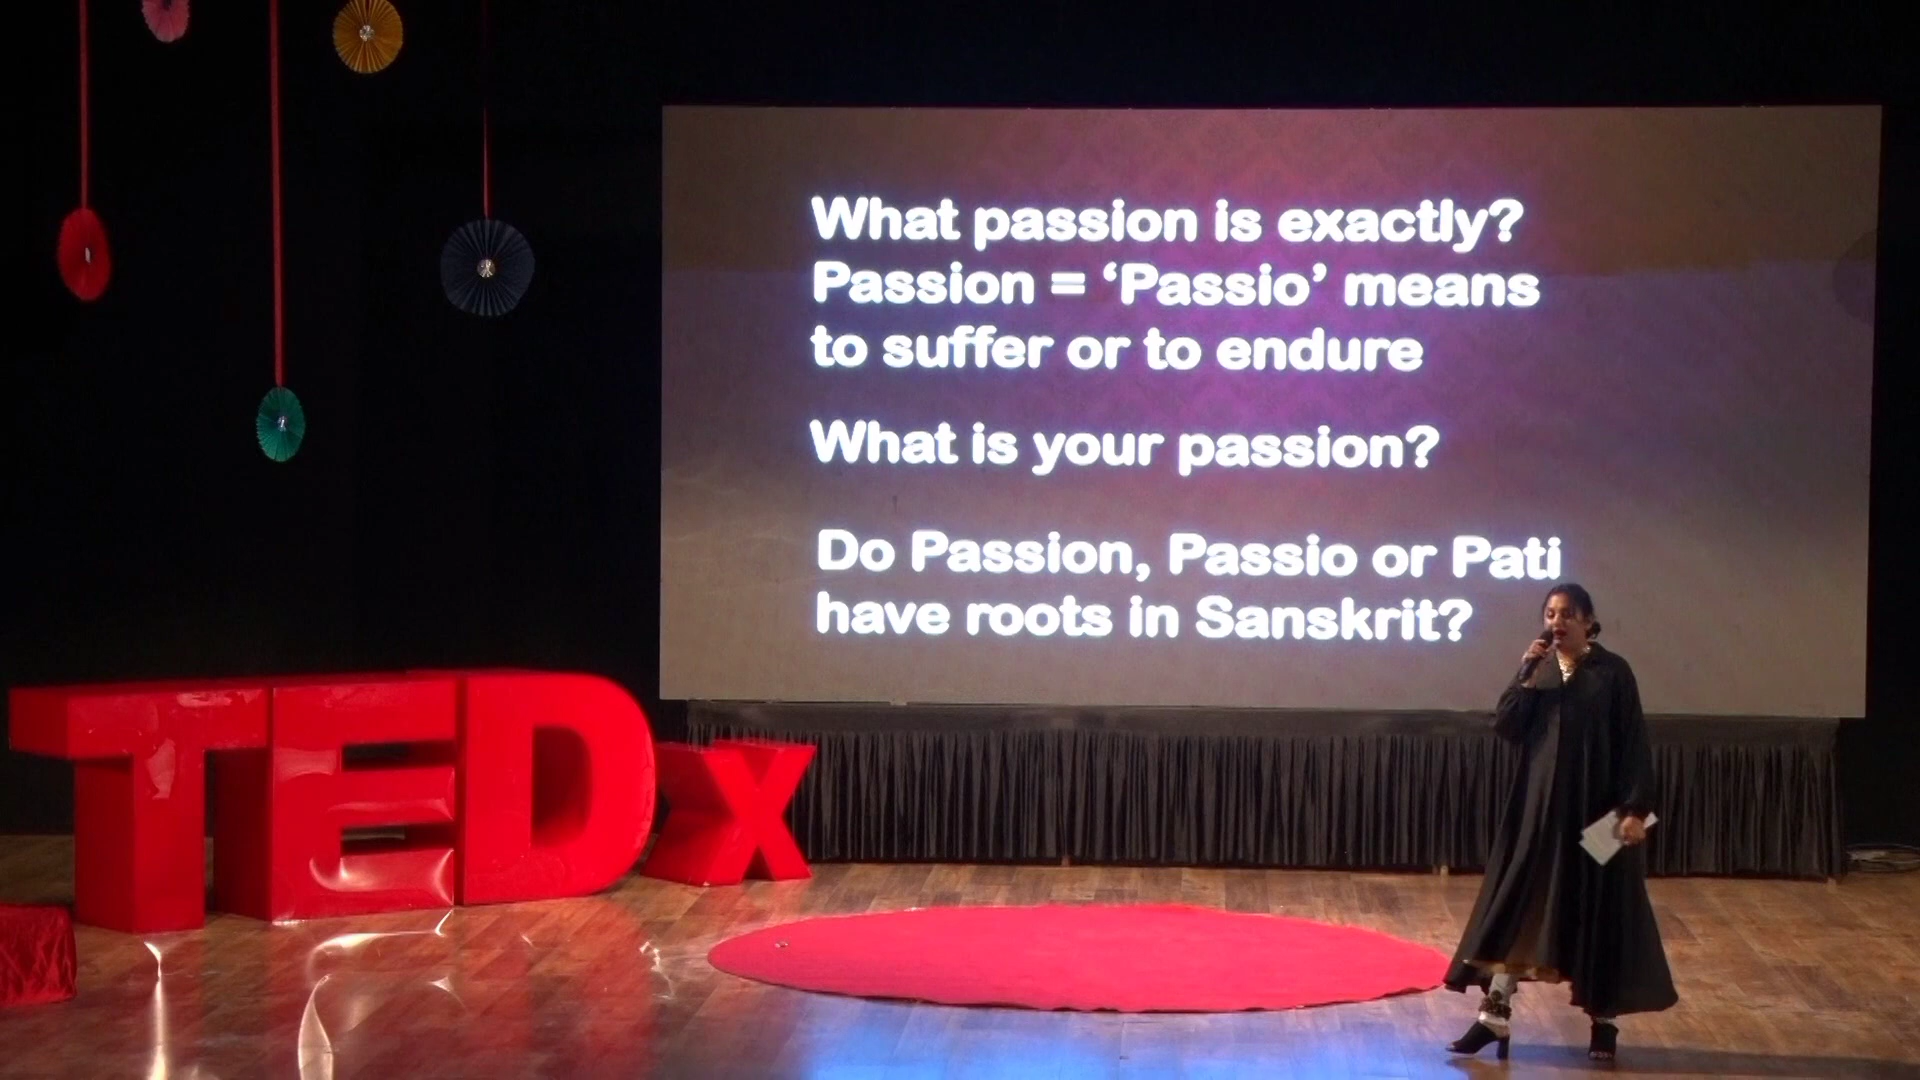 What passion is exactly?
Passion = ‘Passio’ means
to suffer or to endure
What is your passion?
Do Passion, Passio or Pati
have roots in Sanskrit?
TEDx